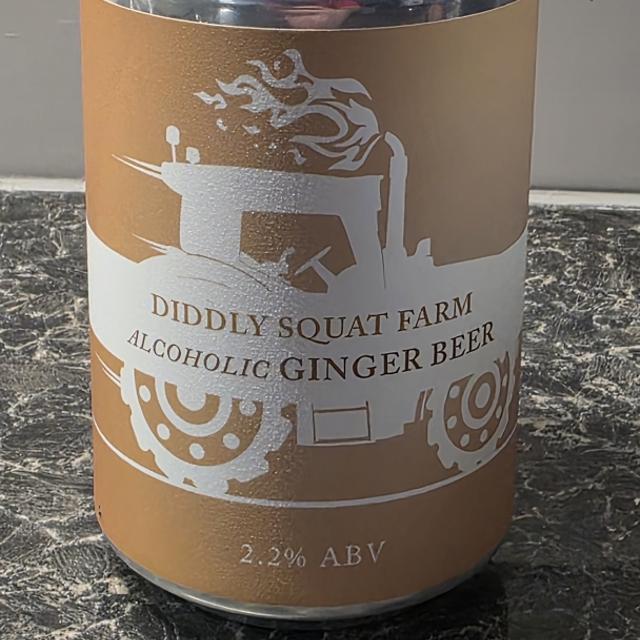 DIDDLY SQUAT FARM
ALCOHOLIC GINGER BEER
2.2% ABV